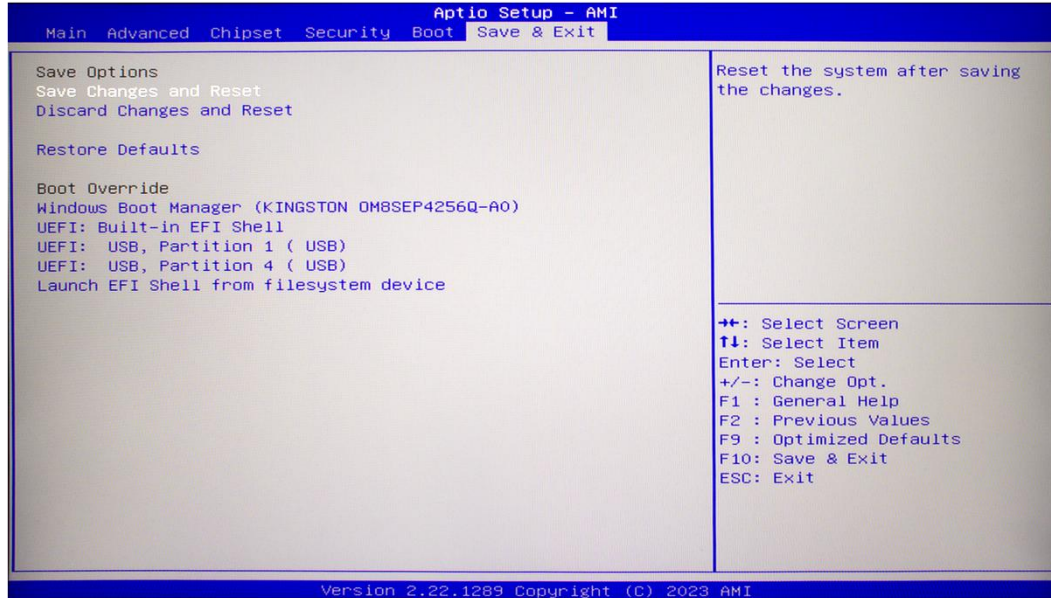 Aptio Setup – AMI
Main Advanced Chipset Security Boot Save & Exit
Save Options
Save Changes and Reset
Discard Changes and Reset
Restore Defaults
Boot Override
Windows Boot Manager (KINGSTON OM8SEP4256Q-A0)
UEFI: Built-in EFI Shell
UEFI:  USB, Partition 1 ( USB)
UEFI:  USB, Partition 4 ( USB)
Launch EFI Shell from filesystem device
Reset the system after saving
the changes.
→←: Select Screen
↑↓: Select Item
Enter: Select
+/-: Change Opt.
F1 : General Help
F2 : Previous Values
F9 : Optimized Defaults
F10: Save & Exit
ESC: Exit
Version 2.22.1289 Copyright (C) 2023 AMI